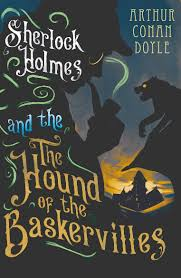 ARTHUR
CONAN
DOYLE
Sherlock
Holmes
and the
The
Hound
of the
Baskervilles